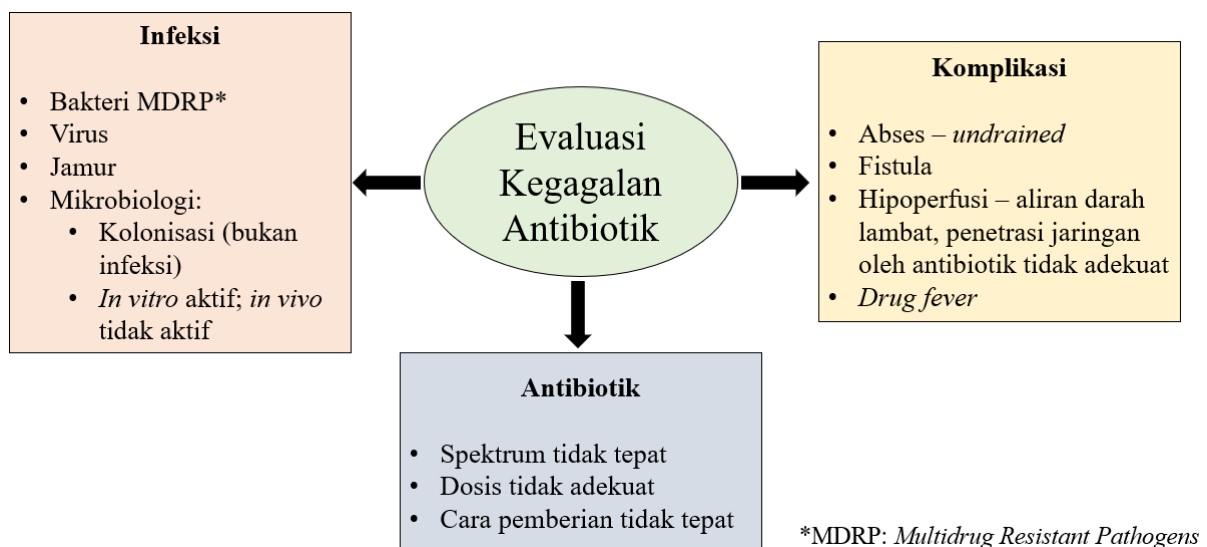 Infeksi
• Bakteri MDRP*
• Virus
• Jamur
• Mikrobiologi:
• Kolonisasi (bukan
infeksi)
• In vitro aktif; in vivo
tidak aktif
Evaluasi
Kegagalan
Antibiotik
Komplikasi
• Abses – undrained
• Fistula
• Hipoperfusi – aliran darah
lambat, penetrasi jaringan
oleh antibiotik tidak adekuat
• Drug fever
Antibiotik
• Spektrum tidak tepat
• Dosis tidak adekuat
• Cara pemberian tidak tepat
*MDRP: Multidrug Resistant Pathogens